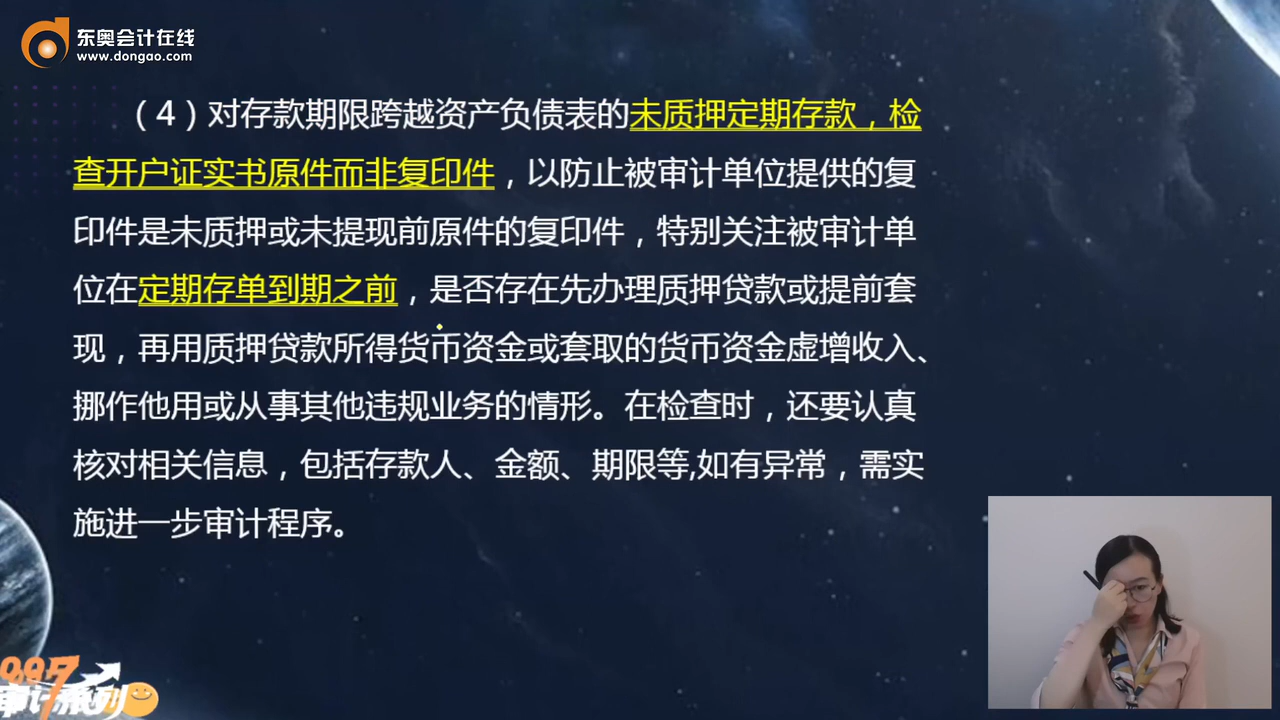 东奥会计在线
www.dongao.com
（4）对存款期限跨越资产负债表的未质押定期存款，检
查开户证实书原件而非复印件，以防止被审计单位提供的复
印件是未质押或未提现前原件的复印件，特别关注被审计单
位在定期存单到期之前，是否存在先办理质押贷款或提前套
现，再用质押贷款所得货币资金或套取的货币资金虚增收入、
挪作他用或从事其他违规业务的情形。在检查时，还要认真
核对相关信息，包括存款人、金额、期限等,如有异常，需实
施进一步审计程序。
审计系列